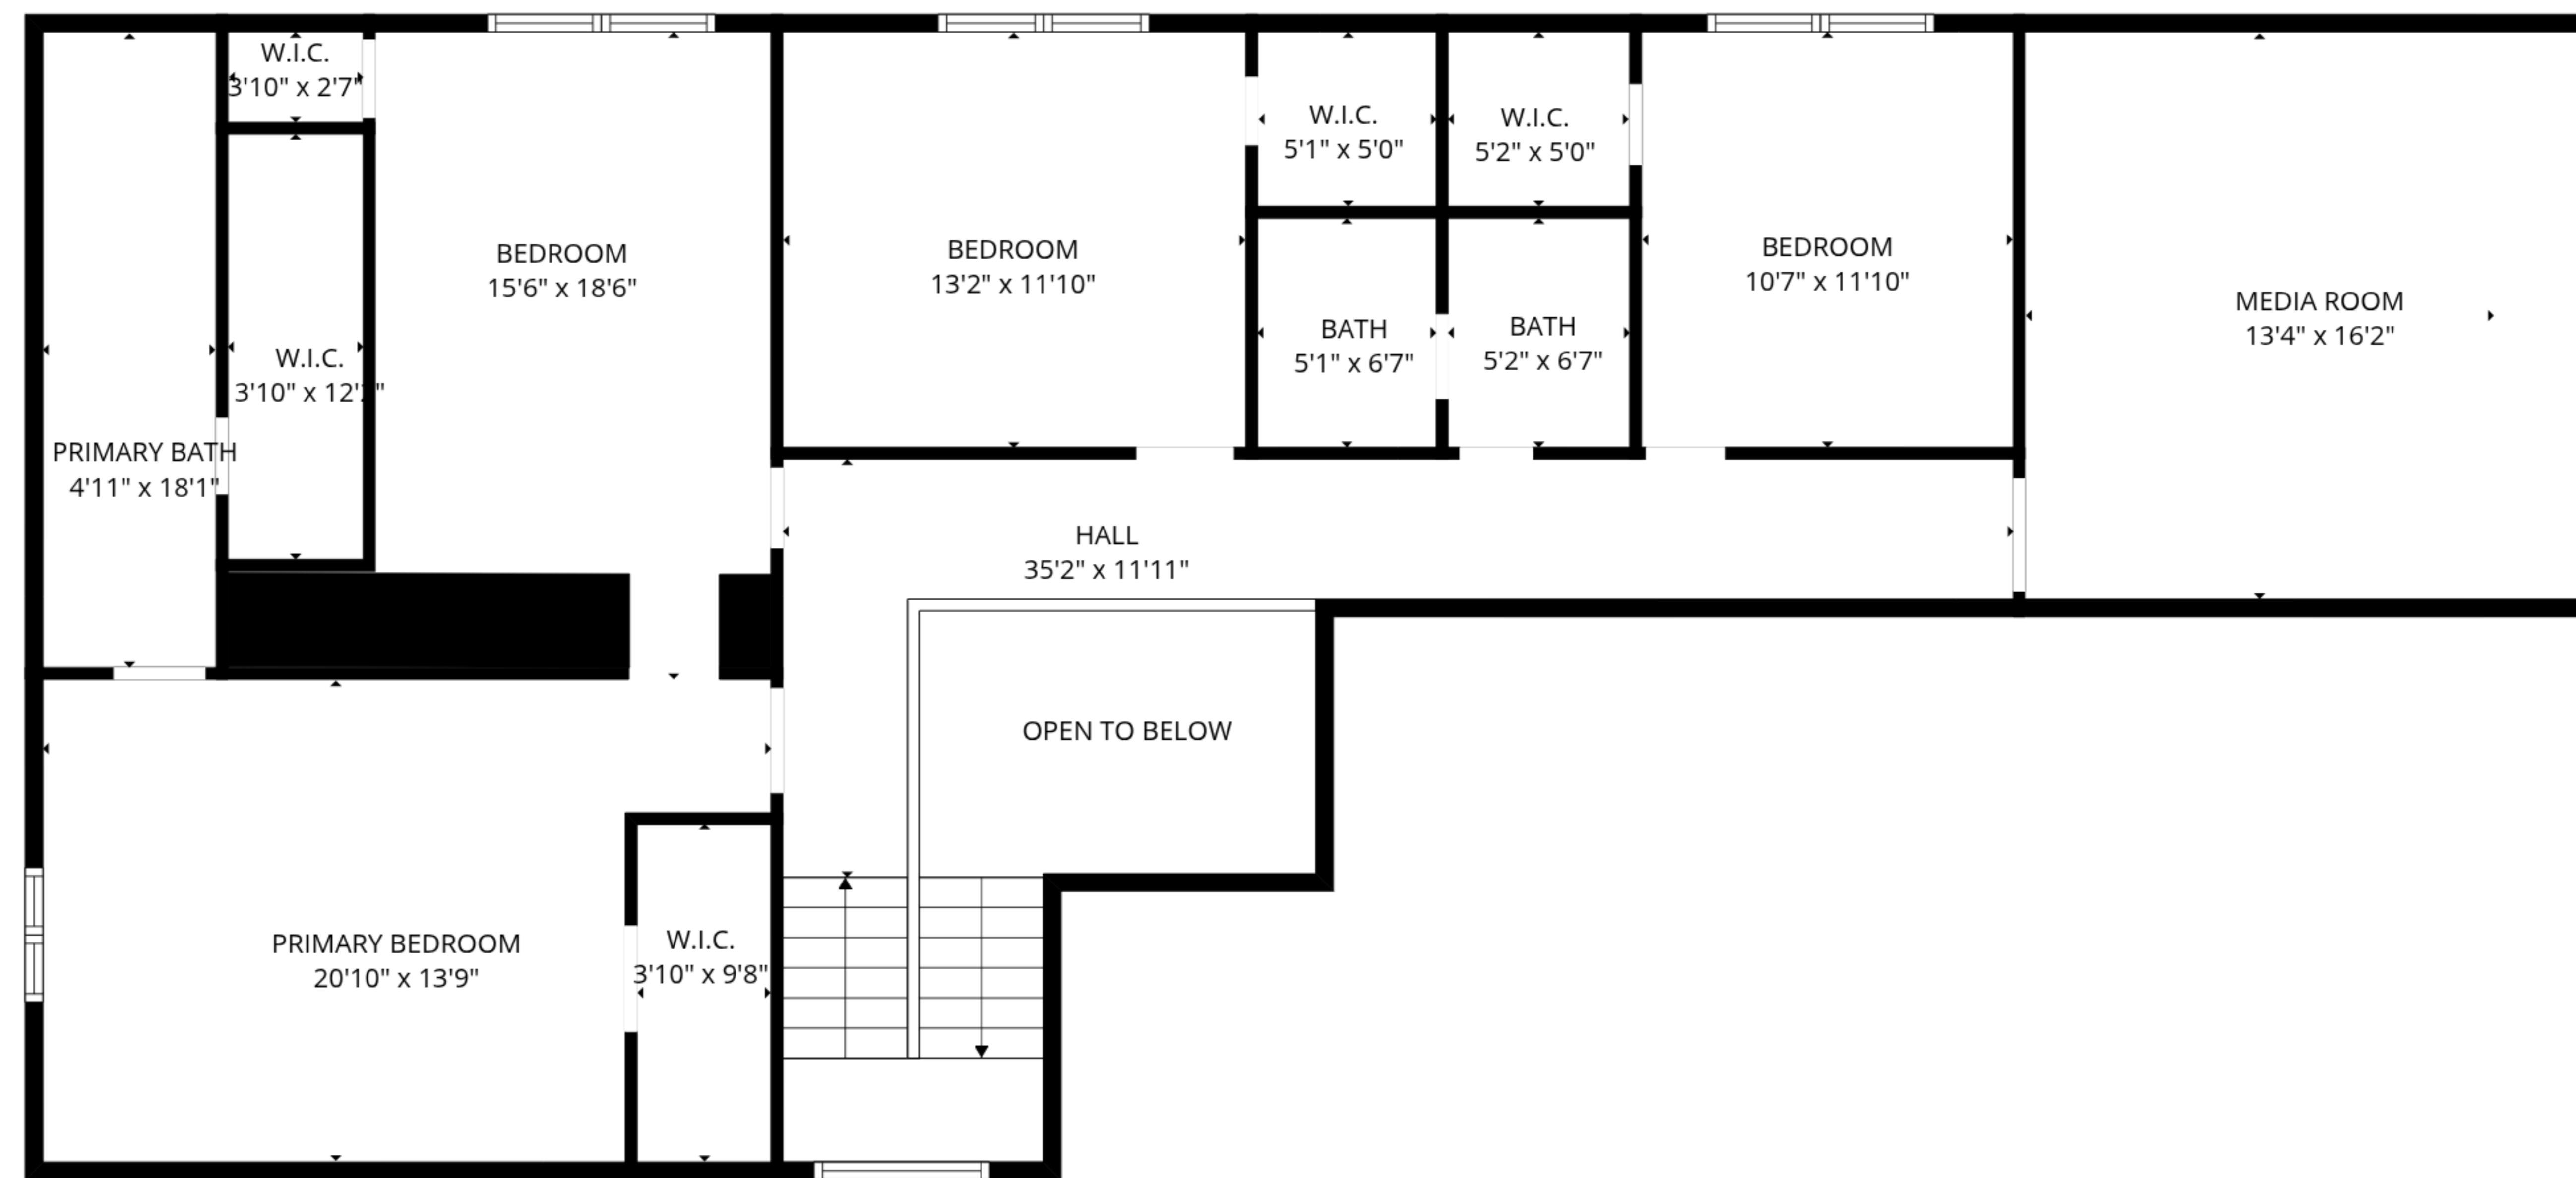 W.I.C.
3'10" x 2'7"
W.I.C.
5'1" x 5'0"
W.I.C.
5'2" x 5'0"
BEDROOM
15'6" x 18'6"
BEDROOM
13'2" x 11'10"
BEDROOM
10'7" x 11'10"
MEDIA ROOM
13'4" x 16'2"
BATH
5'1" x 6'7"
BATH
5'2" x 6'7"
W.I.C.
3'10" x
PRIMARY BATH
4'11" x 18'1"
HALL
35'2" x 11'11"
OPEN TO BELOW
PRIMARY BEDROOM
20'10" x 13'9"
W.I.C.
3'10" x 9'8"